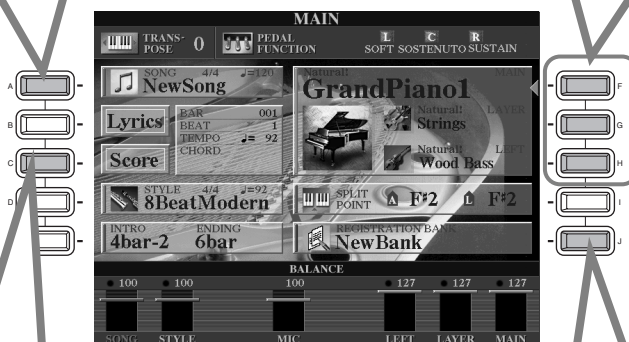 MAIN
TRANS-
POSE 0
PEDAL
FUNCTION
L C R
SOFT SOSTENUTO SUSTAIN
SONG 4/4 ♩=120
NewSong
Lyrics
Score
BAR 001
BEAT 1
TEMPO ♩= 92
CHORD
Natural! MAIN
GrandPiano1
Natural! LAYER
Strings
Natural! LEFT
Wood Bass
STYLE 4/4 ♩=92
8BeatModern
SPLIT
POINT A F♯2 L F♯2
INTRO ENDING
4bar-2 6bar
REGISTRATION BANK
NewBank
BALANCE
100 100 100 127 127 127
SONG STYLE MIC LEFT LAYER MAIN
A
B
C
D
F
G
H
I
J